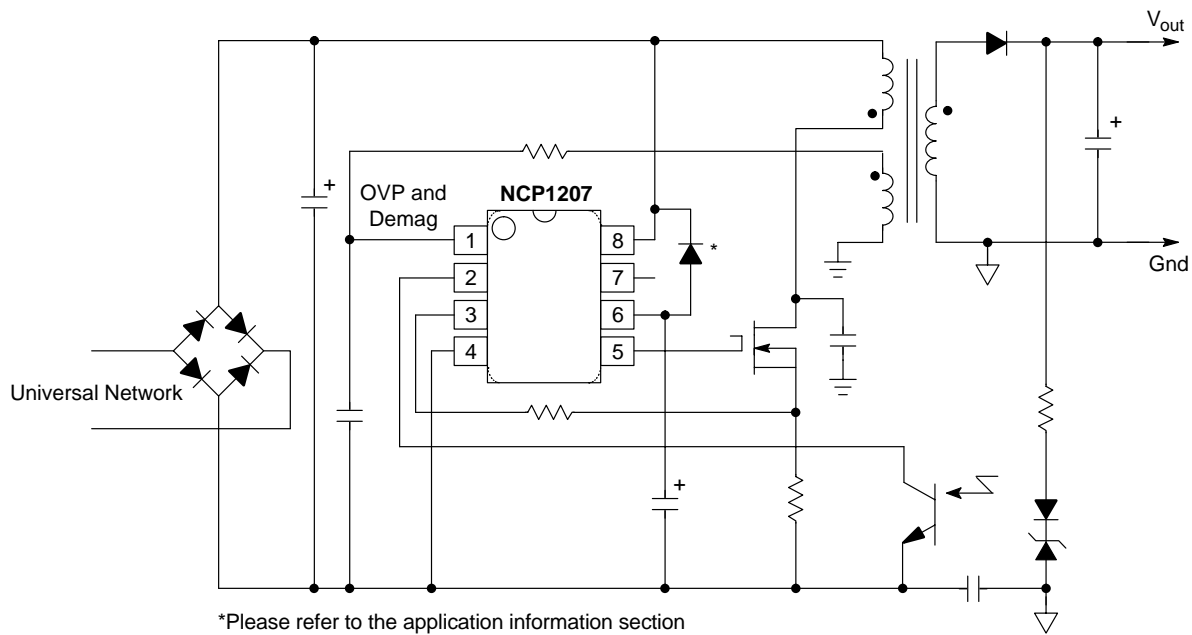 V_out
+
+
OVP and
Demag
NCP1207
1
8
*
2
7
Gnd
3
6
4
5
Universal Network
+
*Please refer to the application information section